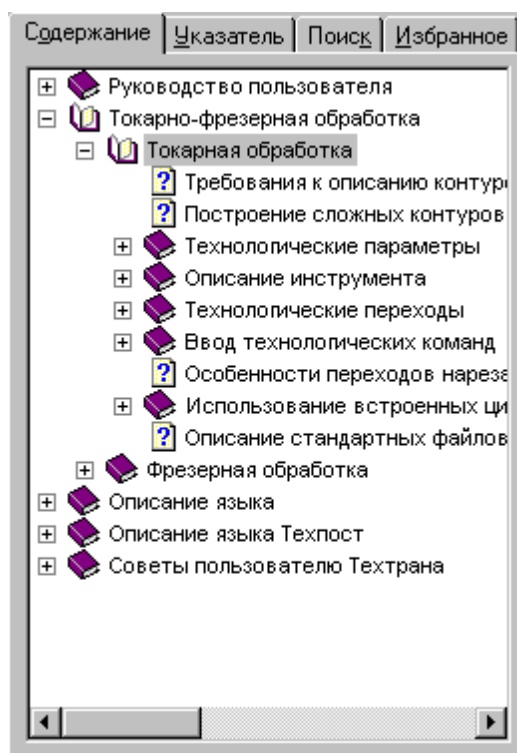 Содержание Указатель Поиск Избранное
Руководство пользователя
Токарно-фрезерная обработка
Токарная обработка
Требования к описанию контур
Построение сложных контуров
Технологические параметры
Описание инструмента
Технологические переходы
Ввод технологических команд
Особенности переходов нареза
Использование встроенных ци
Описание стандартных файлов
Фрезерная обработка
Описание языка
Описание языка Техпост
Советы пользователю Техтрана